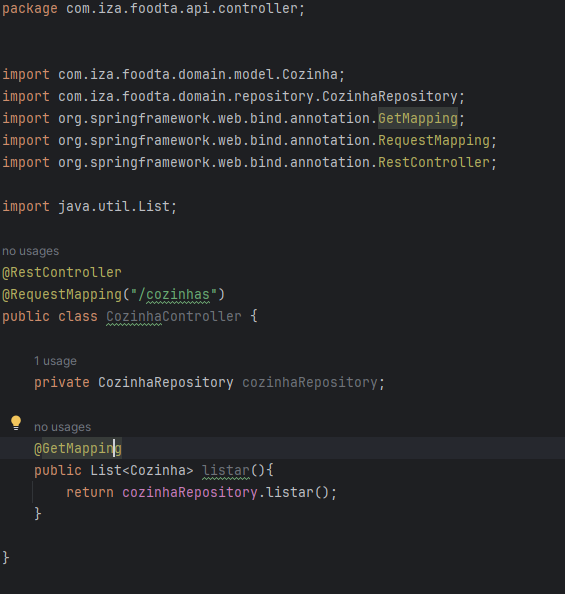 package com.iza.foodta.api.controller;
import com.iza.foodta.domain.model.Cozinha;
import com.iza.foodta.domain.repository.CozinhaRepository;
import org.springframework.web.bind.annotation.GetMapping;
import org.springframework.web.bind.annotation.RequestMapping;
import org.springframework.web.bind.annotation.RestController;
import java.util.List;
no usages
@RestController
@RequestMapping("/cozinhas")
public class CozinhaController {
1 usage
private CozinhaRepository cozinhaRepository;
no usages
@GetMapping
public List<Cozinha> listar(){
return cozinhaRepository.listar();
}
}